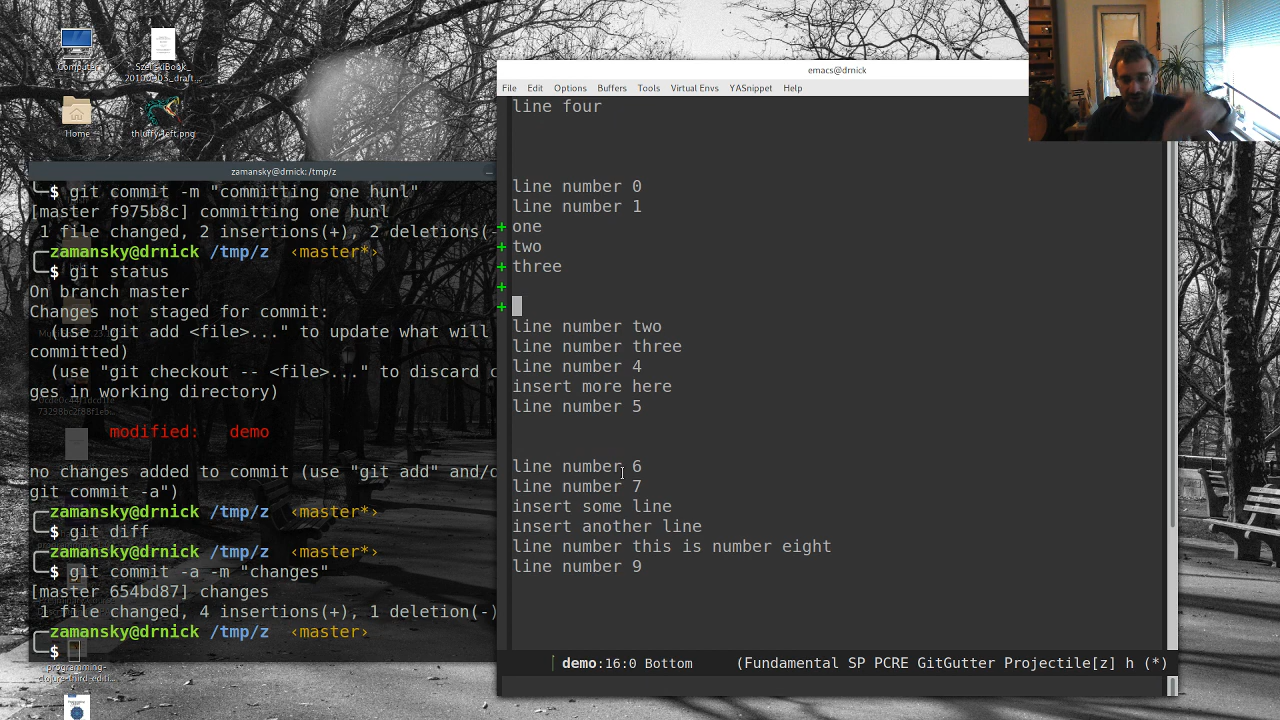 Computer
Szer
Book
draft...
Home
thluffy-left.png
zamansky@drnick: /tmp/z
$ git commit -m "committing one hunl"
[master f975b8c] committing one hunl
1 file changed, 2 insertions(+), 2 deletions(-
zamansky@drnick /tmp/z ‹master*›
$ git status
On branch master
Changes not staged for commit:
(use "git add <file>..." to update what will
committed)
(use "git checkout -- <file>..." to discard c
ges in working directory)
modified: demo
no changes added to commit (use "git add" and/o
git commit -a")
zamansky@drnick /tmp/z ‹master*›
$ git diff
zamansky@drnick /tmp/z ‹master*›
$ git commit -a -m "changes"
[master 654bd87] changes
1 file changed, 4 insertions(+), 1 deletion(-)
zamansky@drnick /tmp/z ‹master›
$
programming-
clojure-third-editi...
emacs@drnick
File Edit Options Buffers Tools Virtual Envs YASnippet Help
line four
line number 0
line number 1
+ one
+ two
+ three
+
+
line number two
line number three
line number 4
insert more here
line number 5
line number 6
line number 7
insert some line
insert another line
line number this is number eight
line number 9
demo:16:0 Bottom (Fundamental SP PCRE GitGutter Projectile[z] h (*)